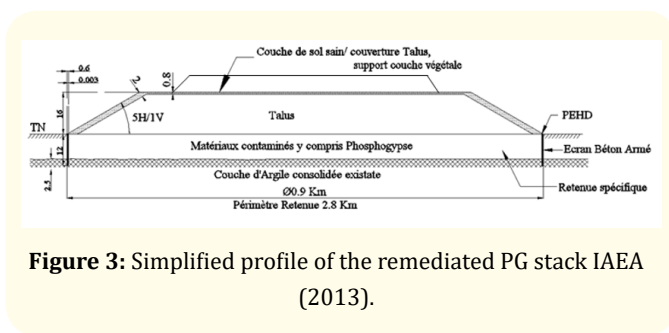 Couche de sol sain/ couverture Talus,
support couche végétale
0.6
0.003
2
0.8
16
5H/1V
Talus
PEHD
TN
12
Matériaux contaminés y compris Phosphogypse
Ecran Béton Armé
2.5
Couche d'Argile consolidée existate
Retenue spécifique
Ø0.9 Km
Périmètre Retenue 2.8 Km
Figure 3: Simplified profile of the remediated PG stack IAEA
(2013).